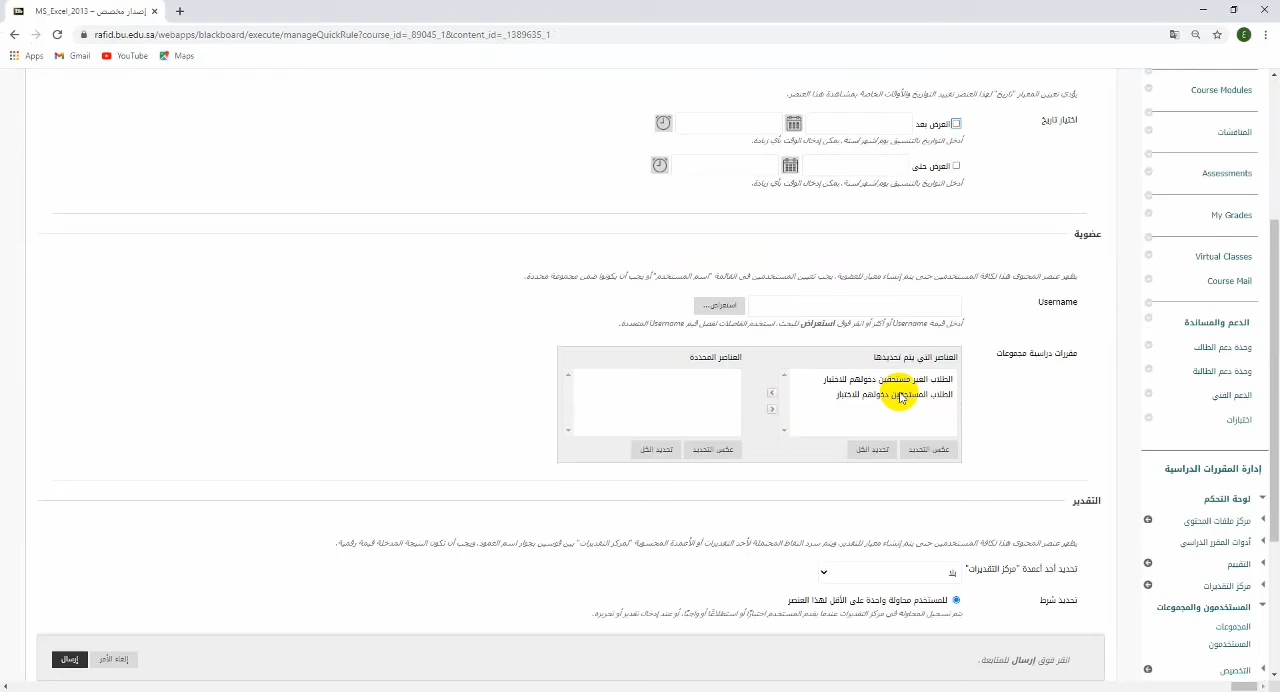 MS_Excel_2013 – إصدار مخصص
rafid.bu.edu.sa/webapps/blackboard/execute/manageQuickRule?course_id=_89045_1&content_id=_1389635_1
Apps
Gmail
YouTube
Maps
يؤدي تعيين المعيار "تاريخ" لهذا العنصر تقييد التواريخ والأوقات الخاصة بمشاهدة هذا العنصر.
اختيار تاريخ
العرض بعد
أدخل التواريخ بالتنسيق يوم/شهر/سنة. يمكن إدخال الوقت بأي زيادة.
العرض حتى
أدخل التواريخ بالتنسيق يوم/شهر/سنة. يمكن إدخال الوقت بأي زيادة.
عضوية
يظهر عنصر المحتوى هذا لكافة المستخدمين حتى يتم إنشاء معيار للعضوية. يجب تعيين المستخدمين في القائمة "اسم المستخدم" أو يجب أن يكونوا ضمن مجموعة محددة.
Username
استعراض...
أدخل قيمة Username أو أكثر أو انقر فوق استعراض للبحث. استخدم الفاصلات لفصل قيم Username المتعددة.
مقررات دراسية مجموعات
العناصر التي يتم تحديدها
العناصر المحددة
الطلاب الغير مستحقين دخولهم للاختبار
الطلاب المستحقين دخولهم للاختبار
عكس التحديد
تحديد الكل
عكس التحديد
تحديد الكل
التقدير
يظهر عنصر المحتوى هذا لكافة المستخدمين حتى يتم إنشاء معيار للتقدير. ويتم سرد النقاط المحتملة لأحد التقديرات أو الأعمدة المحسوبة "لمركز التقديرات" بين قوسين بجوار اسم العمود. ويجب أن تكون النتيجة المدخلة قيمة رقمية.
تحديد أحد أعمدة "مركز التقديرات"
بلا
تحديد شرط
للمستخدم محاولة واحدة على الأقل لهذا العنصر
يتم تسجيل المحاولة في مركز التقديرات عندما يقدم المستخدم اختبارًا أو استطلاعًا أو واجبًا، أو عند إدخال تقدير أو تحريره.
انقر فوق إرسال للمتابعة.
إلغاء الأمر
إرسال
Course Modules
المناقشات
Assessments
My Grades
Virtual Classes
Course Mail
الدعم والمساندة
وحدة دعم الطالب
وحدة دعم الطالبة
الدعم الفني
اختبارات
إدارة المقررات الدراسية
لوحة التحكم
مركز ملفات المحتوى
أدوات المقرر الدراسي
التقييم
مركز التقديرات
المستخدمون والمجموعات
المجموعات
المستخدمون
التخصيص